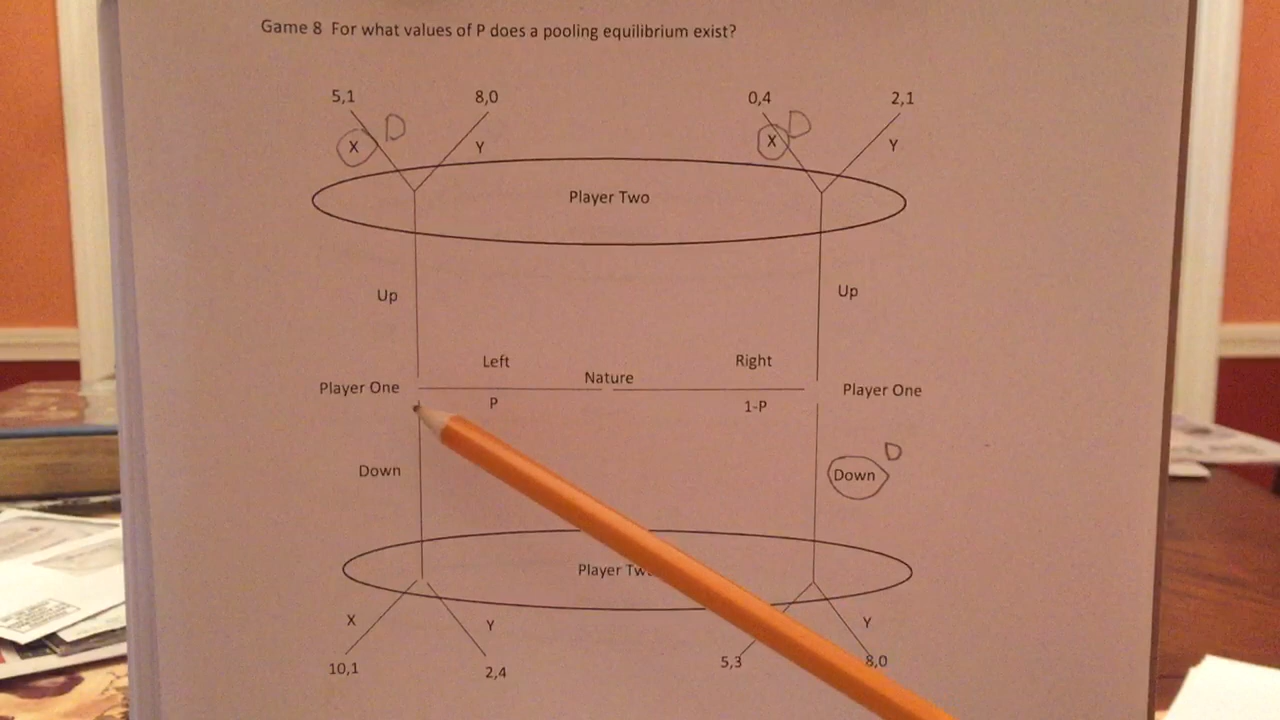 Game 8 For what values of P does a pooling equilibrium exist?
5,1 8,0 0,4 2,1
X D Y X D Y
Player Two
Up Up
Left Right
Player One Nature Player One
P 1-P
Down Down D
Player
X Y Y
10,1 2,4 5,3 8,0